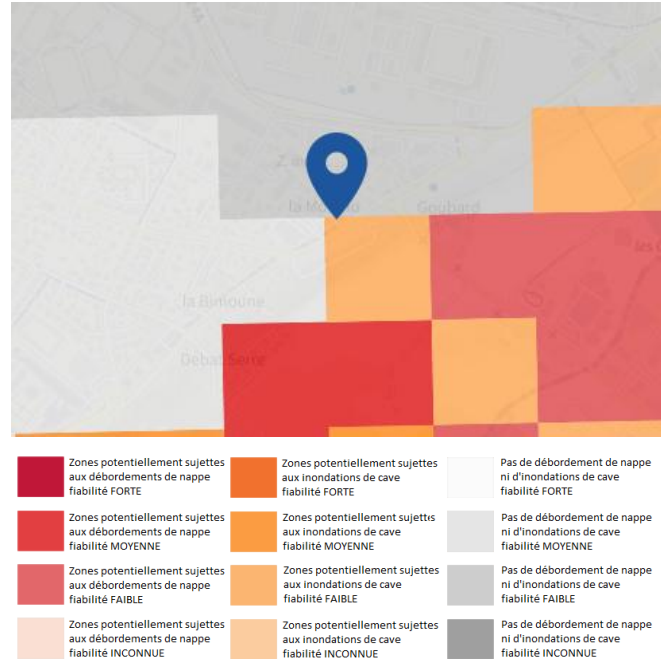 Goubard
la Binloune
Debat Serre
Zones potentiellement sujettes
aux débordements de nappe
fiabilité FORTE
Zones potentiellement sujettes
aux inondations de cave
fiabilité FORTE
Pas de débordement de nappe
ni d'inondations de cave
fiabilité FORTE
Zones potentiellement sujettes
aux débordements de nappe
fiabilité MOYENNE
Zones potentiellement sujettıs
aux inondations de cave
fiabilité MOYENNE
Pas de débordement de nappe
ni d'inondations de cave
fiabilité MOYENNE
Zones potentiellement sujettes
aux débordements de nappe
fiabilité FAIBLE
Zones potentiellement sujettes
aux inondations de cave
fiabilité FAIBLE
Pas de débordement de nappe
ni d'inondations de cave
fiabilité FAIBLE
Zones potentiellement sujettes
aux débordements de nappe
fiabilité INCONNUE
Zones potentiellement sujettes
aux inondations de cave
fiabilité INCONNUE
Pas de débordement de nappe
ni d'inondations de cave
fiabilité INCONNUE